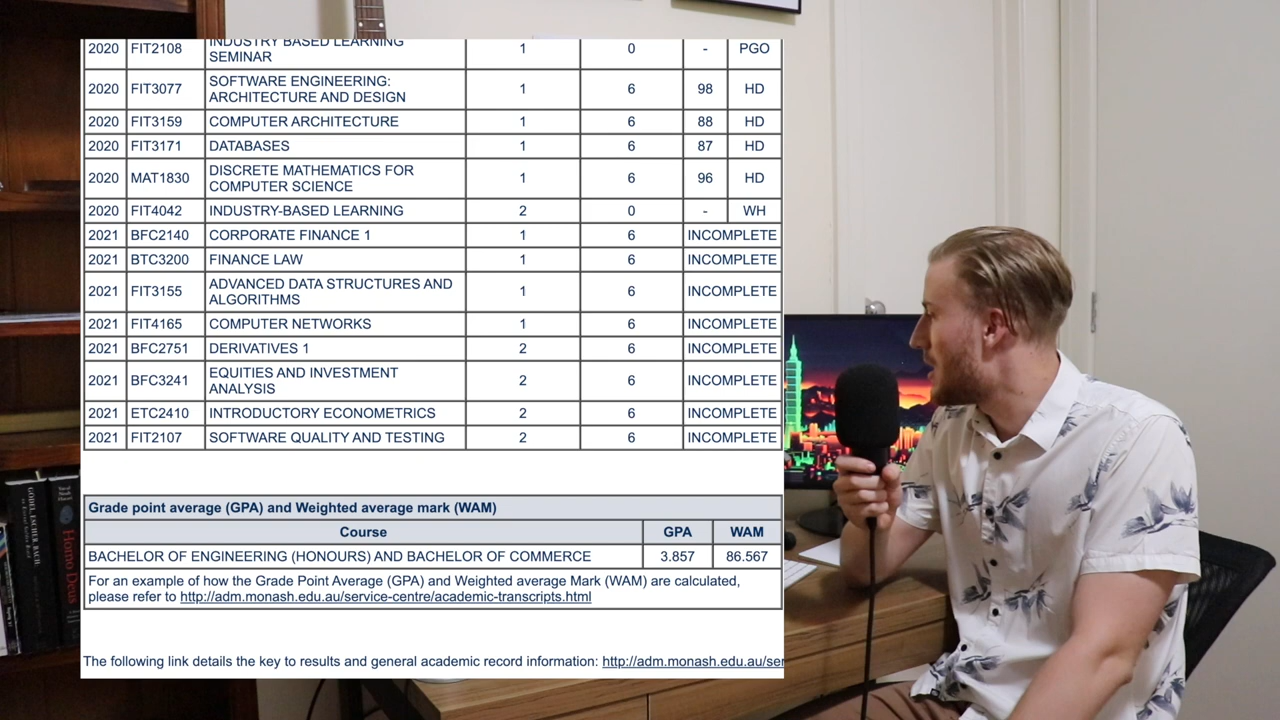 2020 FIT2108 INDUSTRY BASED LEARNING 1 0 - PGO
SEMINAR
2020 FIT3077 SOFTWARE ENGINEERING: 1 6 98 HD
ARCHITECTURE AND DESIGN
2020 FIT3159 COMPUTER ARCHITECTURE 1 6 88 HD
2020 FIT3171 DATABASES 1 6 87 HD
2020 MAT1830 DISCRETE MATHEMATICS FOR 1 6 96 HD
COMPUTER SCIENCE
2020 FIT4042 INDUSTRY-BASED LEARNING 2 0 - WH
2021 BFC2140 CORPORATE FINANCE 1 1 6 INCOMPLETE
2021 BTC3200 FINANCE LAW 1 6 INCOMPLETE
2021 FIT3155 ADVANCED DATA STRUCTURES AND 1 6 INCOMPLETE
ALGORITHMS
2021 FIT4165 COMPUTER NETWORKS 1 6 INCOMPLETE
2021 BFC2751 DERIVATIVES 1 2 6 INCOMPLETE
2021 BFC3241 EQUITIES AND INVESTMENT 2 6 INCOMPLETE
ANALYSIS
2021 ETC2410 INTRODUCTORY ECONOMETRICS 2 6 INCOMPLETE
2021 FIT2107 SOFTWARE QUALITY AND TESTING 2 6 INCOMPLETE
Grade point average (GPA) and Weighted average mark (WAM)
Course GPA WAM
BACHELOR OF ENGINEERING (HONOURS) AND BACHELOR OF COMMERCE 3.857 86.567
For an example of how the Grade Point Average (GPA) and Weighted average Mark (WAM) are calculated,
please refer to http://adm.monash.edu.au/service-centre/academic-transcripts.html
The following link details the key to results and general academic record information: http://adm.monash.edu.au/ser
Homo Deus